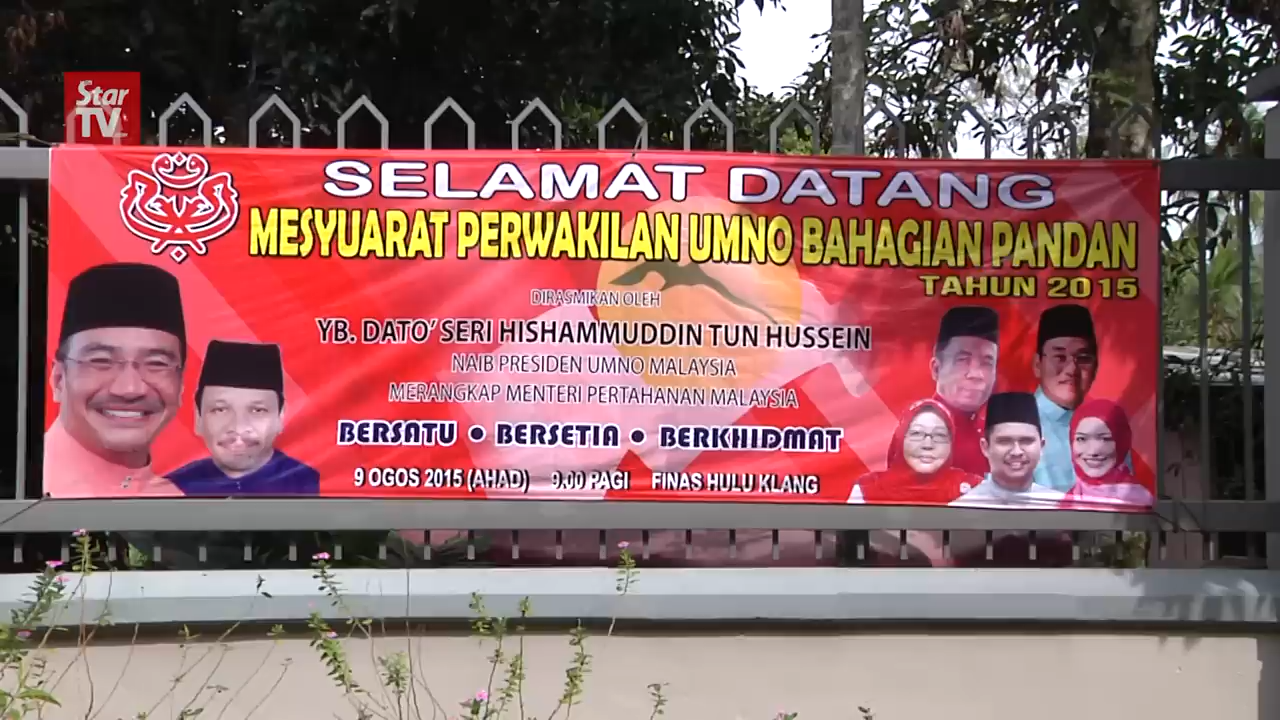 Star
TV
SELAMAT DATANG
MESYUARAT PERWAKILAN UMNO BAHAGIAN PANDAN
TAHUN 2015
DIRASMIKAN OLEH
YB. DATO' SERI HISHAMMUDDIN TUN HUSSEIN
NAIB PRESIDEN UMNO MALAYSIA
MERANGKAP MENTERI PERTAHANAN MALAYSIA
BERSATU • BERSETIA • BERKHIDMAT
9 OGOS 2015 (AHAD) 9.00 PAGI FINAS HULU KLANG